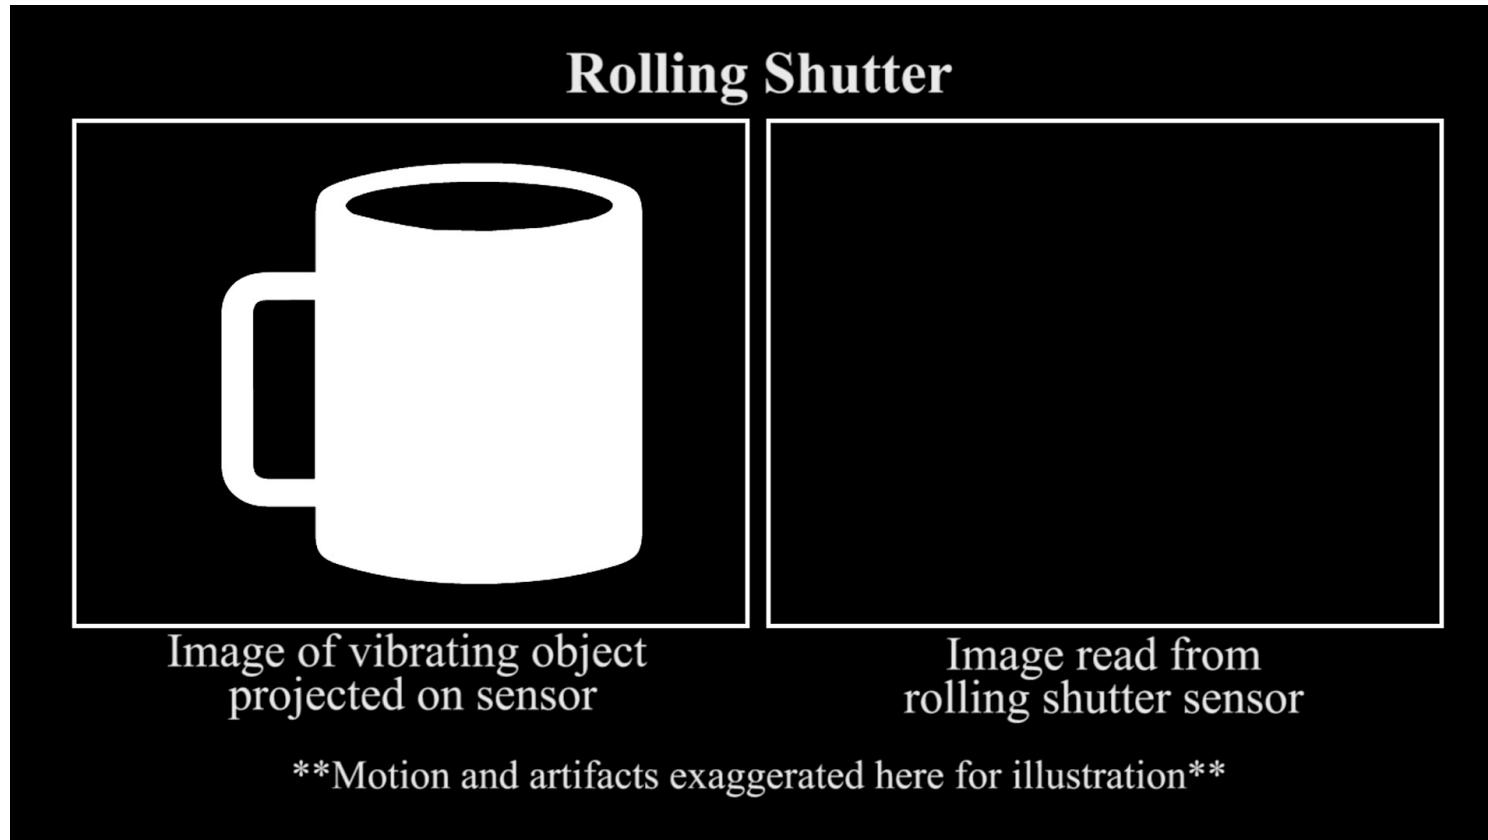 Rolling Shutter
Image of vibrating object
projected on sensor
Image read from
rolling shutter sensor
**Motion and artifacts exaggerated here for illustration**